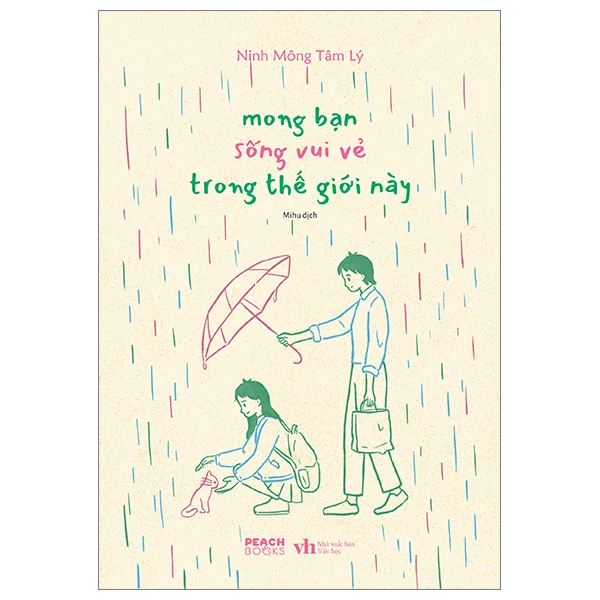 Ninh Mông Tâm Lý
mong bạn
sống vui vẻ
trong thế giới này
Mihu dịch
PEACH
BOOKS
vh
Nhà xuất bản
Văn học